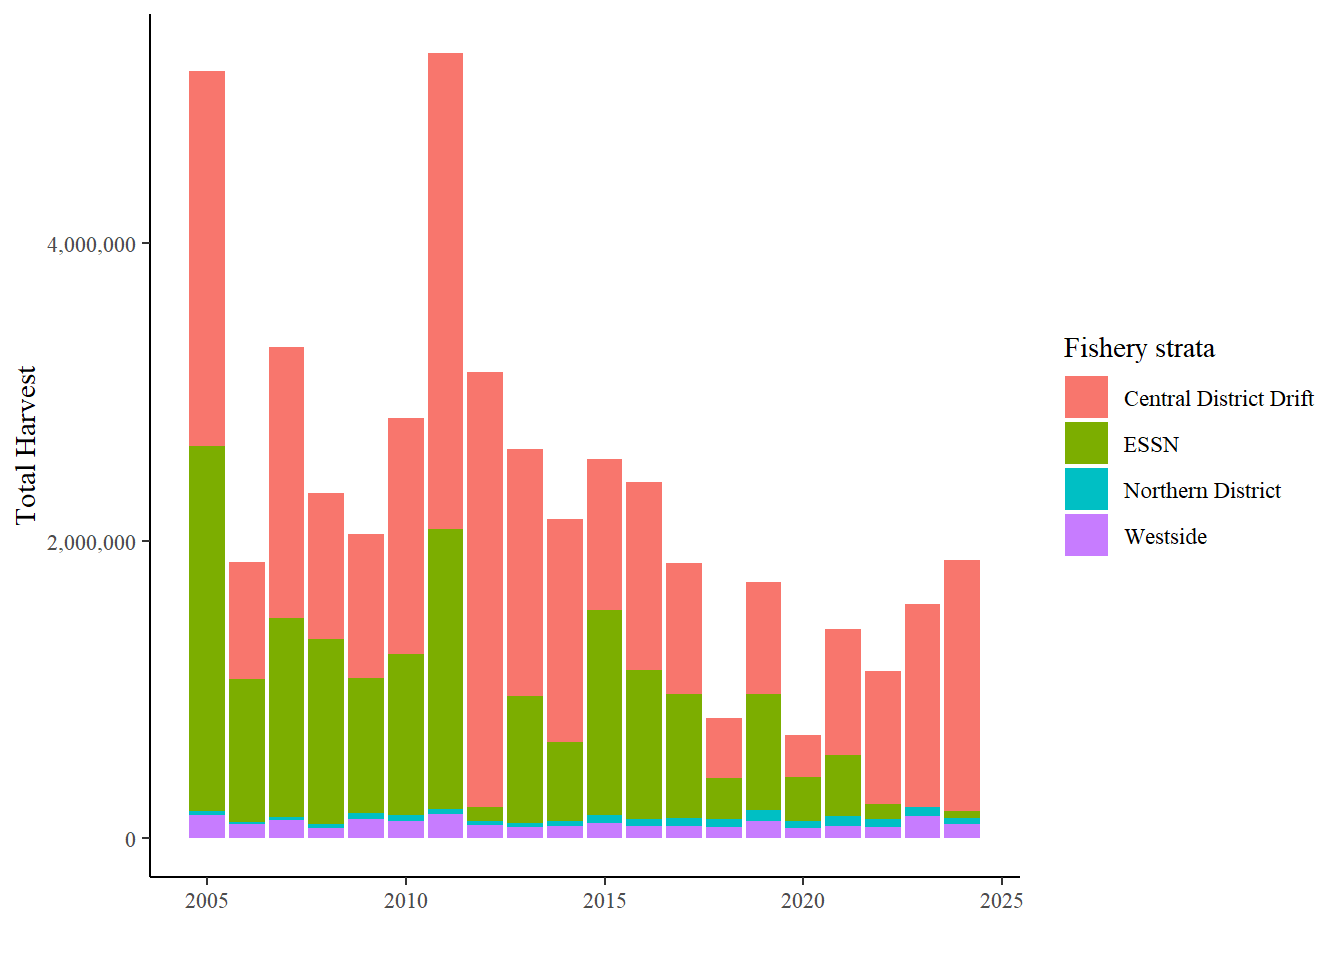 Total Harvest
4,000,000
2,000,000
0
2005
2010
2015
2020
2025
Fishery strata
Central District Drift
ESSN
Northern District
Westside